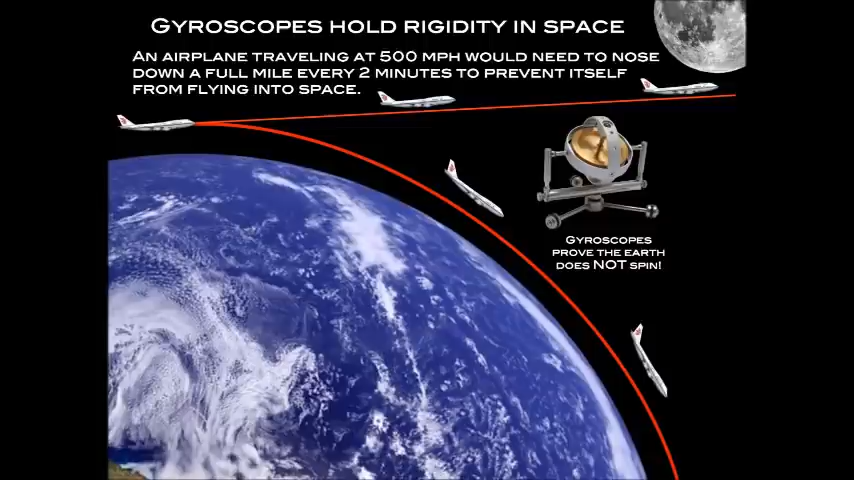 Gyroscopes hold rigidity in space
An airplane traveling at 500 mph would need to nose
down a full mile every 2 minutes to prevent itself
from flying into space.
Gyroscopes
prove the earth
does NOT spin!